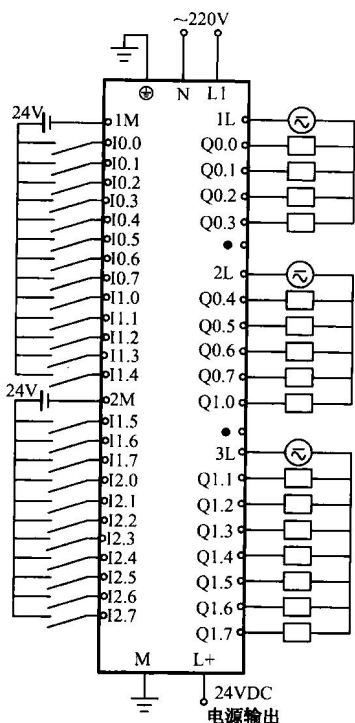 ～220V
N L1
24V
1M
I0.0
I0.1
I0.2
I0.3
I0.4
I0.5
I0.6
I0.7
I1.0
I1.1
I1.2
I1.3
I1.4
24V
2M
I1.5
I1.6
I1.7
I2.0
I2.1
I2.2
I2.3
I2.4
I2.5
I2.6
I2.7
1L
Q0.0
Q0.1
Q0.2
Q0.3
2L
Q0.4
Q0.5
Q0.6
Q0.7
Q1.0
3L
Q1.1
Q1.2
Q1.3
Q1.4
Q1.5
Q1.6
Q1.7
M L+
24VDC
电源输出